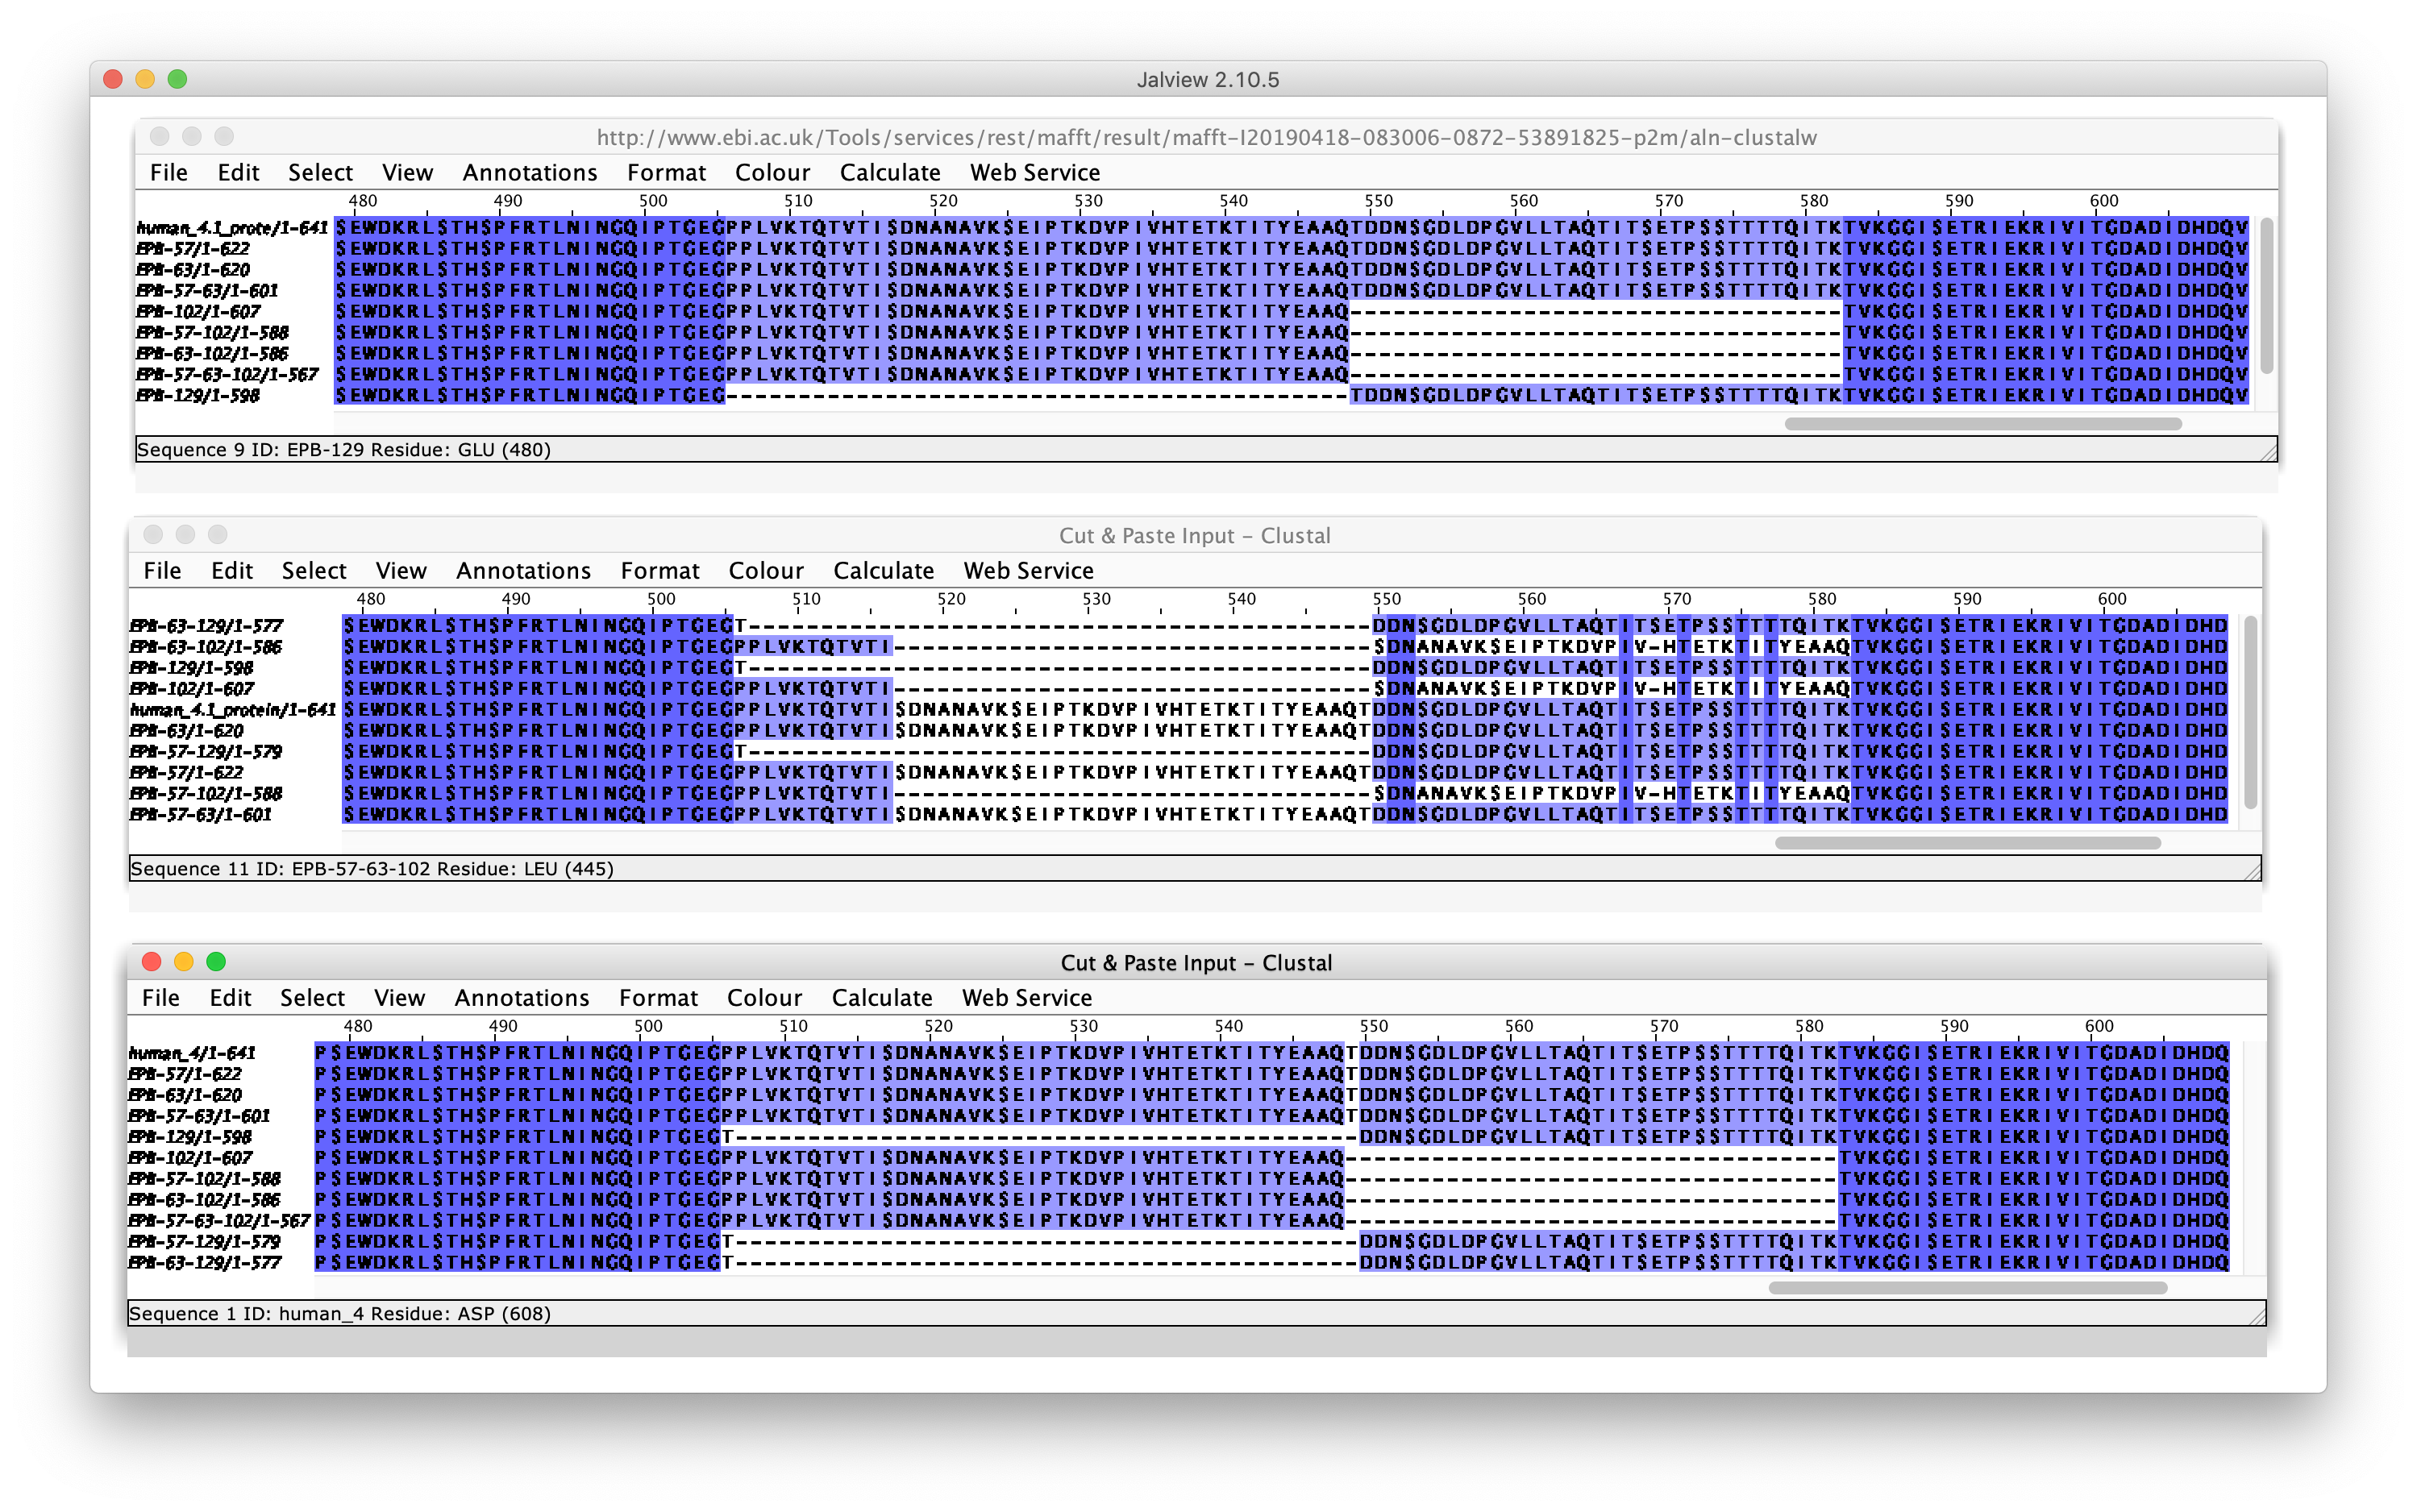 Jalview 2.10.5
http://www.ebi.ac.uk/Tools/services/rest/mafft/result/mafft-I20190418-083006-0872-53891825-p2m/aln-clustalw
File Edit Select View Annotations Format Colour Calculate Web Service
480 490 500 510 520 530 540 550 560 570 580 590 600
human_4.1_prote/1-641 SEWDKRLSTHSPFRTLNINGQIPTGEGPPLVKTQTVTISDNANAVKSEIPTKDVPIVHTETKTITYEAAQTDDNSGDLDPGVLLTAQTITSETPSSTTTTQITKTVKGGISETRIEKRIVITGDADIDHDQV
EPB-57/1-622 SEWDKRLSTHSPFRTLNINGQIPTGEGPPLVKTQTVTISDNANAVKSEIPTKDVPIVHTETKTITYEAAQTDDNSGDLDPGVLLTAQTITSETPSSTTTTQITKTVKGGISETRIEKRIVITGDADIDHDQV
EPB-63/1-620 SEWDKRLSTHSPFRTLNINGQIPTGEGPPLVKTQTVTISDNANAVKSEIPTKDVPIVHTETKTITYEAAQTDDNSGDLDPGVLLTAQTITSETPSSTTTTQITKTVKGGISETRIEKRIVITGDADIDHDQV
EPB-57-63/1-601 SEWDKRLSTHSPFRTLNINGQIPTGEGPPLVKTQTVTISDNANAVKSEIPTKDVPIVHTETKTITYEAAQTDDNSGDLDPGVLLTAQTITSETPSSTTTTQITKTVKGGISETRIEKRIVITGDADIDHDQV
EPB-102/1-607 SEWDKRLSTHSPFRTLNINGQIPTGEGPPLVKTQTVTISDNANAVKSEIPTKDVPIVHTETKTITYEAAQ----------------------------------TVKGGISETRIEKRIVITGDADIDHDQV
EPB-57-102/1-588 SEWDKRLSTHSPFRTLNINGQIPTGEGPPLVKTQTVTISDNANAVKSEIPTKDVPIVHTETKTITYEAAQ----------------------------------TVKGGISETRIEKRIVITGDADIDHDQV
EPB-63-102/1-586 SEWDKRLSTHSPFRTLNINGQIPTGEGPPLVKTQTVTISDNANAVKSEIPTKDVPIVHTETKTITYEAAQ----------------------------------TVKGGISETRIEKRIVITGDADIDHDQV
EPB-57-63-102/1-567 SEWDKRLSTHSPFRTLNINGQIPTGEGPPLVKTQTVTISDNANAVKSEIPTKDVPIVHTETKTITYEAAQ----------------------------------TVKGGISETRIEKRIVITGDADIDHDQV
EPB-129/1-598 SEWDKRLSTHSPFRTLNINGQIPTGEG-------------------------------------------TDDNSGDLDPGVLLTAQTITSETPSSTTTTQITKTVKGGISETRIEKRIVITGDADIDHDQV
Sequence 9 ID: EPB-129 Residue: GLU (480)
Cut & Paste Input - Clustal
File Edit Select View Annotations Format Colour Calculate Web Service
480 490 500 510 520 530 540 550 560 570 580 590 600
EPB-63-129/1-577 SEWDKRLSTHSPFRTLNINGQIPTGEGT-------------------------------------------DDNSGDLDPGVLLTAQTITSETPSSTTTTQITKTVKGGISETRIEKRIVITGDADIDHD
EPB-63-102/1-586 SEWDKRLSTHSPFRTLNINGQIPTGEGPPLVKTQTVTI---------------------------------SDNANAVKSEIPTKDVPIV-HTETKTITYEAAQTVKGGISETRIEKRIVITGDADIDHD
EPB-129/1-598 SEWDKRLSTHSPFRTLNINGQIPTGEGT-------------------------------------------DDNSGDLDPGVLLTAQTITSETPSSTTTTQITKTVKGGISETRIEKRIVITGDADIDHD
EPB-102/1-607 SEWDKRLSTHSPFRTLNINGQIPTGEGPPLVKTQTVTI---------------------------------SDNANAVKSEIPTKDVPIV-HTETKTITYEAAQTVKGGISETRIEKRIVITGDADIDHD
human_4.1_protein/1-641 SEWDKRLSTHSPFRTLNINGQIPTGEGPPLVKTQTVTISDNANAVKSEIPTKDVPIVHTETKTITYEAAQTDDNSGDLDPGVLLTAQTITSETPSSTTTTQITKTVKGGISETRIEKRIVITGDADIDHD
EPB-63/1-620 SEWDKRLSTHSPFRTLNINGQIPTGEGPPLVKTQTVTISDNANAVKSEIPTKDVPIVHTETKTITYEAAQTDDNSGDLDPGVLLTAQTITSETPSSTTTTQITKTVKGGISETRIEKRIVITGDADIDHD
EPB-57-129/1-579 SEWDKRLSTHSPFRTLNINGQIPTGEGT-------------------------------------------DDNSGDLDPGVLLTAQTITSETPSSTTTTQITKTVKGGISETRIEKRIVITGDADIDHD
EPB-57/1-622 SEWDKRLSTHSPFRTLNINGQIPTGEGPPLVKTQTVTISDNANAVKSEIPTKDVPIVHTETKTITYEAAQTDDNSGDLDPGVLLTAQTITSETPSSTTTTQITKTVKGGISETRIEKRIVITGDADIDHD
EPB-57-102/1-588 SEWDKRLSTHSPFRTLNINGQIPTGEGPPLVKTQTVTI---------------------------------SDNANAVKSEIPTKDVPIV-HTETKTITYEAAQTVKGGISETRIEKRIVITGDADIDHD
EPB-57-63/1-601 SEWDKRLSTHSPFRTLNINGQIPTGEGPPLVKTQTVTISDNANAVKSEIPTKDVPIVHTETKTITYEAAQTDDNSGDLDPGVLLTAQTITSETPSSTTTTQITKTVKGGISETRIEKRIVITGDADIDHD
Sequence 11 ID: EPB-57-63-102 Residue: LEU (445)
Cut & Paste Input - Clustal
File Edit Select View Annotations Format Colour Calculate Web Service
480 490 500 510 520 530 540 550 560 570 580 590 600
human_4/1-641 PSEWDKRLSTHSPFRTLNINGQIPTGEGPPLVKTQTVTISDNANAVKSEIPTKDVPIVHTETKTITYEAAQTDDNSGDLDPGVLLTAQTITSETPSSTTTTQITKTVKGGISETRIEKRIVITGDADIDHDQ
EPB-57/1-622 PSEWDKRLSTHSPFRTLNINGQIPTGEGPPLVKTQTVTISDNANAVKSEIPTKDVPIVHTETKTITYEAAQTDDNSGDLDPGVLLTAQTITSETPSSTTTTQITKTVKGGISETRIEKRIVITGDADIDHDQ
EPB-63/1-620 PSEWDKRLSTHSPFRTLNINGQIPTGEGPPLVKTQTVTISDNANAVKSEIPTKDVPIVHTETKTITYEAAQTDDNSGDLDPGVLLTAQTITSETPSSTTTTQITKTVKGGISETRIEKRIVITGDADIDHDQ
EPB-57-63/1-601 PSEWDKRLSTHSPFRTLNINGQIPTGEGPPLVKTQTVTISDNANAVKSEIPTKDVPIVHTETKTITYEAAQTDDNSGDLDPGVLLTAQTITSETPSSTTTTQITKTVKGGISETRIEKRIVITGDADIDHDQ
EPB-129/1-598 PSEWDKRLSTHSPFRTLNINGQIPTGEGT-------------------------------------------DDNSGDLDPGVLLTAQTITSETPSSTTTTQITKTVKGGISETRIEKRIVITGDADIDHDQ
EPB-102/1-607 PSEWDKRLSTHSPFRTLNINGQIPTGEGPPLVKTQTVTISDNANAVKSEIPTKDVPIVHTETKTITYEAAQ----------------------------------TVKGGISETRIEKRIVITGDADIDHDQ
EPB-57-102/1-588 PSEWDKRLSTHSPFRTLNINGQIPTGEGPPLVKTQTVTISDNANAVKSEIPTKDVPIVHTETKTITYEAAQ----------------------------------TVKGGISETRIEKRIVITGDADIDHDQ
EPB-63-102/1-586 PSEWDKRLSTHSPFRTLNINGQIPTGEGPPLVKTQTVTISDNANAVKSEIPTKDVPIVHTETKTITYEAAQ----------------------------------TVKGGISETRIEKRIVITGDADIDHDQ
EPB-57-63-102/1-567 PSEWDKRLSTHSPFRTLNINGQIPTGEGPPLVKTQTVTISDNANAVKSEIPTKDVPIVHTETKTITYEAAQ----------------------------------TVKGGISETRIEKRIVITGDADIDHDQ
EPB-57-129/1-579 PSEWDKRLSTHSPFRTLNINGQIPTGEGT-------------------------------------------DDNSGDLDPGVLLTAQTITSETPSSTTTTQITKTVKGGISETRIEKRIVITGDADIDHDQ
EPB-63-129/1-577 PSEWDKRLSTHSPFRTLNINGQIPTGEGT-------------------------------------------DDNSGDLDPGVLLTAQTITSETPSSTTTTQITKTVKGGISETRIEKRIVITGDADIDHDQ
Sequence 1 ID: human_4 Residue: ASP (608)